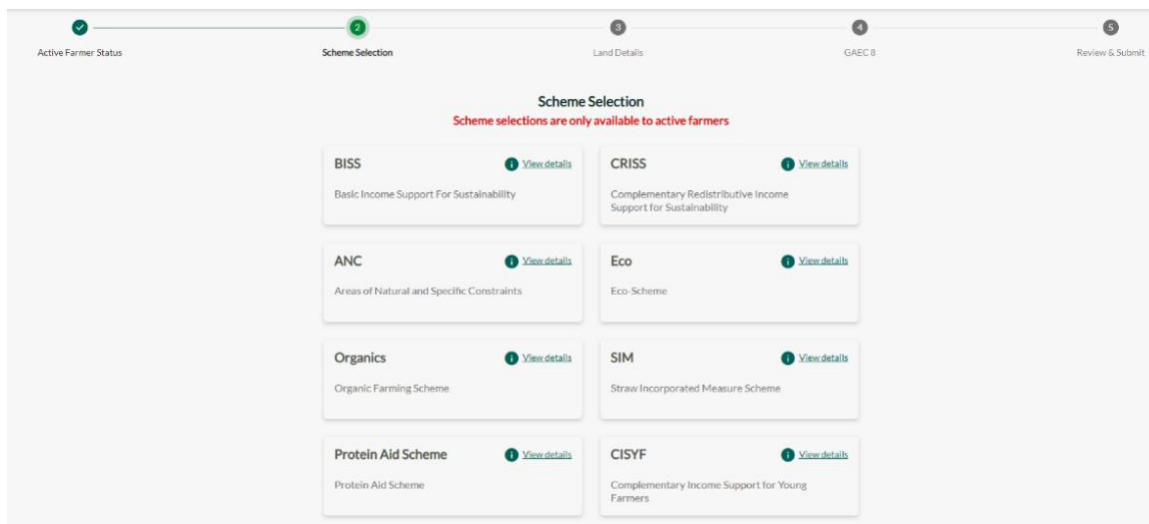 2
3
4
5
Active Farmer Status
Scheme Selection
Land Details
GAEC 8
Review & Submit
Scheme Selection
Scheme selections are only available to active farmers
BISS
i View details
Basic Income Support For Sustainability
CRISS
i View details
Complementary Redistributive Income
Support for Sustainability
ANC
i View details
Areas of Natural and Specific Constraints
Eco
i View details
Eco-Scheme
Organics
i View details
Organic Farming Scheme
SIM
i View details
Straw Incorporated Measure Scheme
Protein Aid Scheme
i View details
Protein Aid Scheme
CISYF
i View details
Complementary Income Support for Young
Farmers